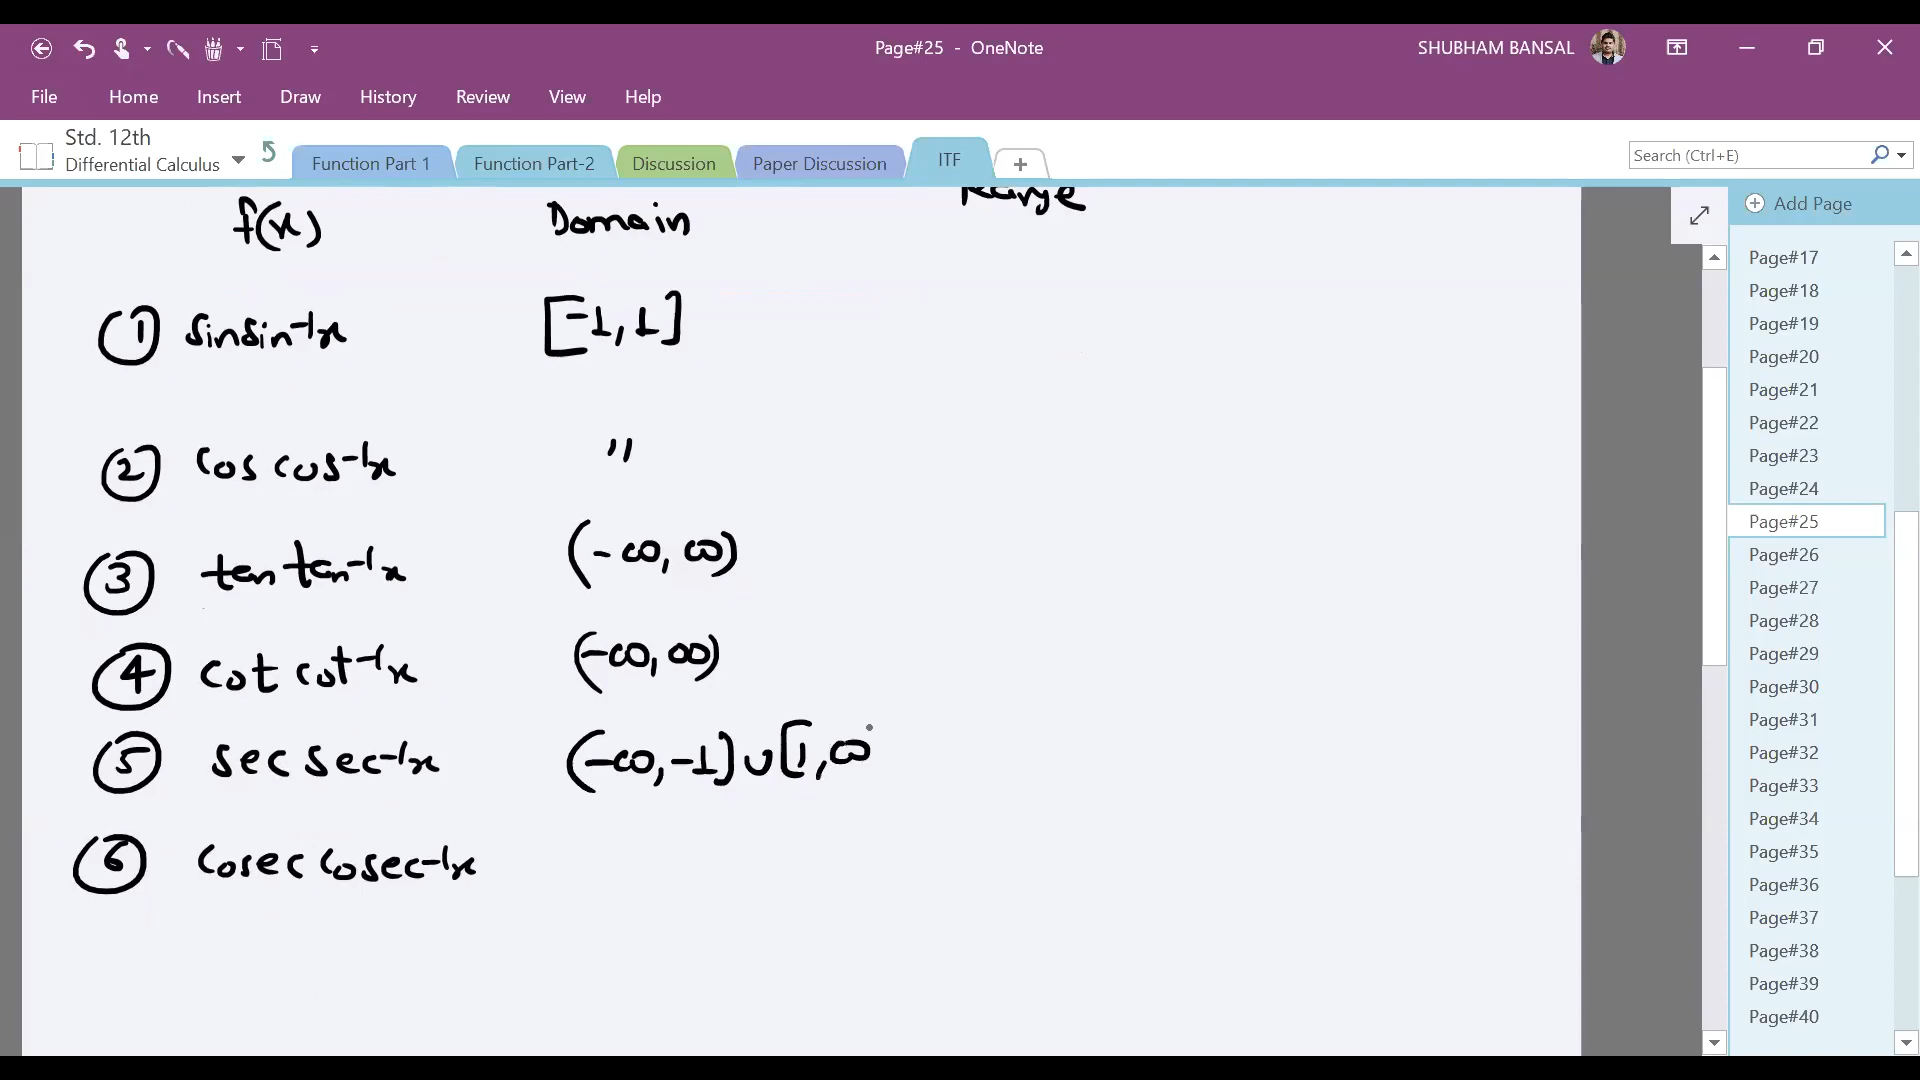 Page#25 - OneNote
SHUBHAM BANSAL
File Home Insert Draw History Review View Help
Std. 12th
Differential Calculus
Function Part 1
Function Part-2
Discussion
Paper Discussion
ITF
Search (Ctrl+E)
f(x) Domain Range
① sinsin⁻¹x [-1, 1]
② cos cos⁻¹x "
③ tan tan⁻¹x (-∞, ∞)
④ cot cot⁻¹x (-∞, ∞)
⑤ sec sec⁻¹x (-∞, -1] ∪ [1, ∞
⑥ cosec cosec⁻¹x
Add Page
Page#17
Page#18
Page#19
Page#20
Page#21
Page#22
Page#23
Page#24
Page#25
Page#26
Page#27
Page#28
Page#29
Page#30
Page#31
Page#32
Page#33
Page#34
Page#35
Page#36
Page#37
Page#38
Page#39
Page#40